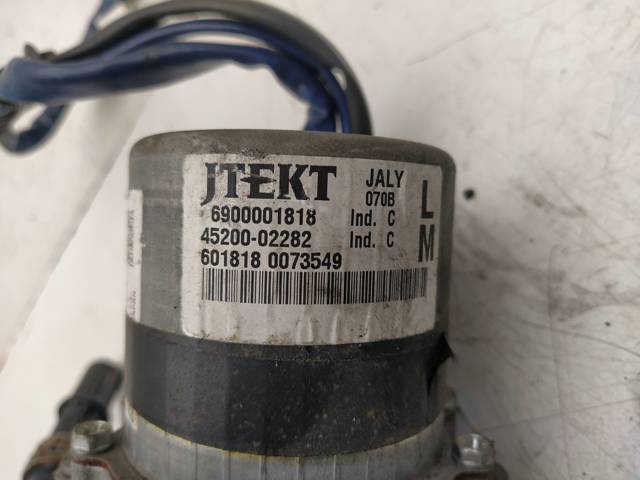 JTEKT JALY
070B
6900001818 Ind. C
45200-02282 Ind. C
601818 0073549
L
M